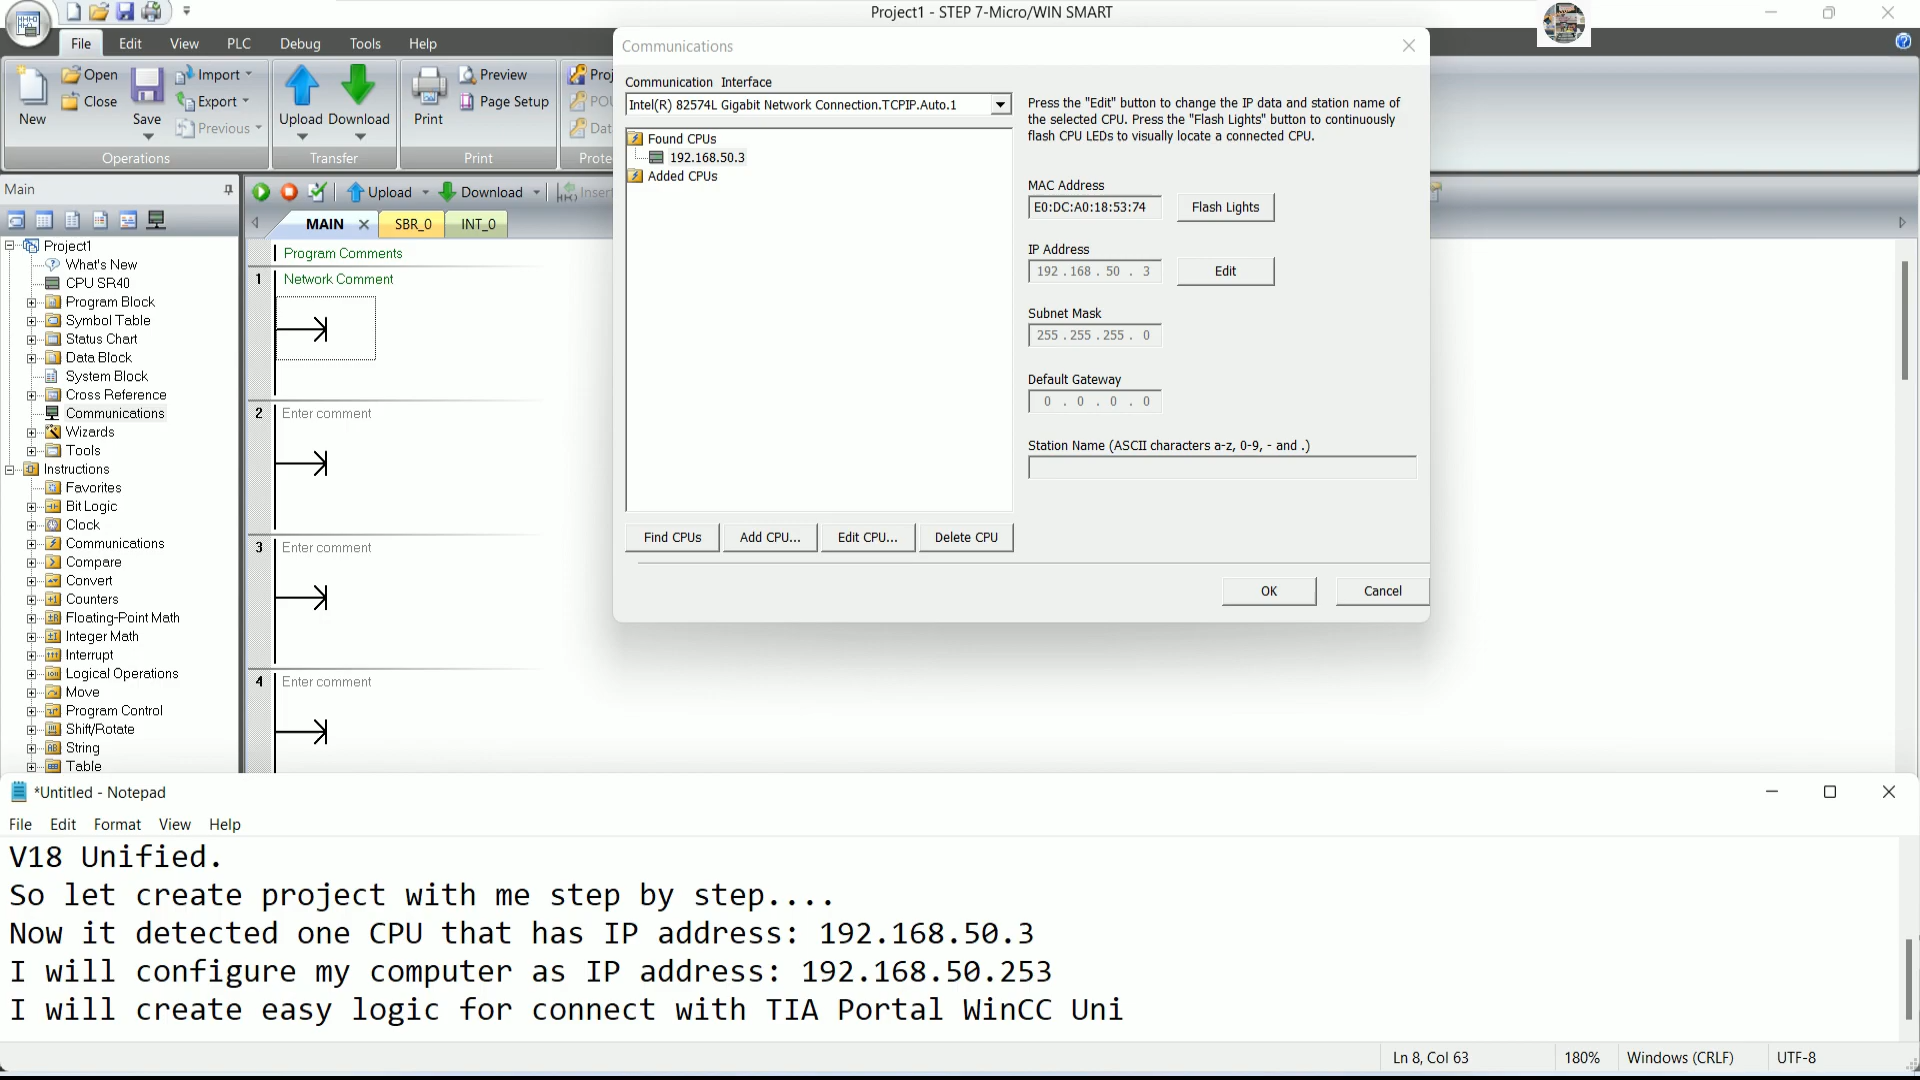 Project1 - STEP 7-Micro/WIN SMART
File Edit View PLC Debug Tools Help
New
Open
Close
Save
Import
Export
Previous
Operations
Upload
Download
Transfer
Print
Preview
Page Setup
Print
Main
Upload Download
MAIN SBR_0 INT_0
Project1
What's New
CPU SR40
Program Block
Symbol Table
Status Chart
Data Block
System Block
Cross Reference
Communications
Wizards
Tools
Instructions
Favorites
Bit Logic
Clock
Communications
Compare
Convert
Counters
Floating-Point Math
Integer Math
Interrupt
Logical Operations
Move
Program Control
Shift/Rotate
String
Table
Program Comments
1 Network Comment
2 Enter comment
3 Enter comment
4 Enter comment
Communications
Communication Interface
Intel(R) 82574L Gigabit Network Connection.TCPIP.Auto.1
Found CPUs
192.168.50.3
Added CPUs
Press the "Edit" button to change the IP data and station name of
the selected CPU. Press the "Flash Lights" button to continuously
flash CPU LEDs to visually locate a connected CPU.
MAC Address
E0:DC:A0:18:53:74 Flash Lights
IP Address
192 . 168 . 50 . 3 Edit
Subnet Mask
255 . 255 . 255 . 0
Default Gateway
0 . 0 . 0 . 0
Station Name (ASCII characters a-z, 0-9, - and .)
Find CPUs Add CPU... Edit CPU... Delete CPU
OK Cancel
*Untitled - Notepad
File Edit Format View Help
V18 Unified.
So let create project with me step by step....
Now it detected one CPU that has IP address: 192.168.50.3
I will configure my computer as IP address: 192.168.50.253
I will create easy logic for connect with TIA Portal WinCC Uni
Ln 8, Col 63 180% Windows (CRLF) UTF-8